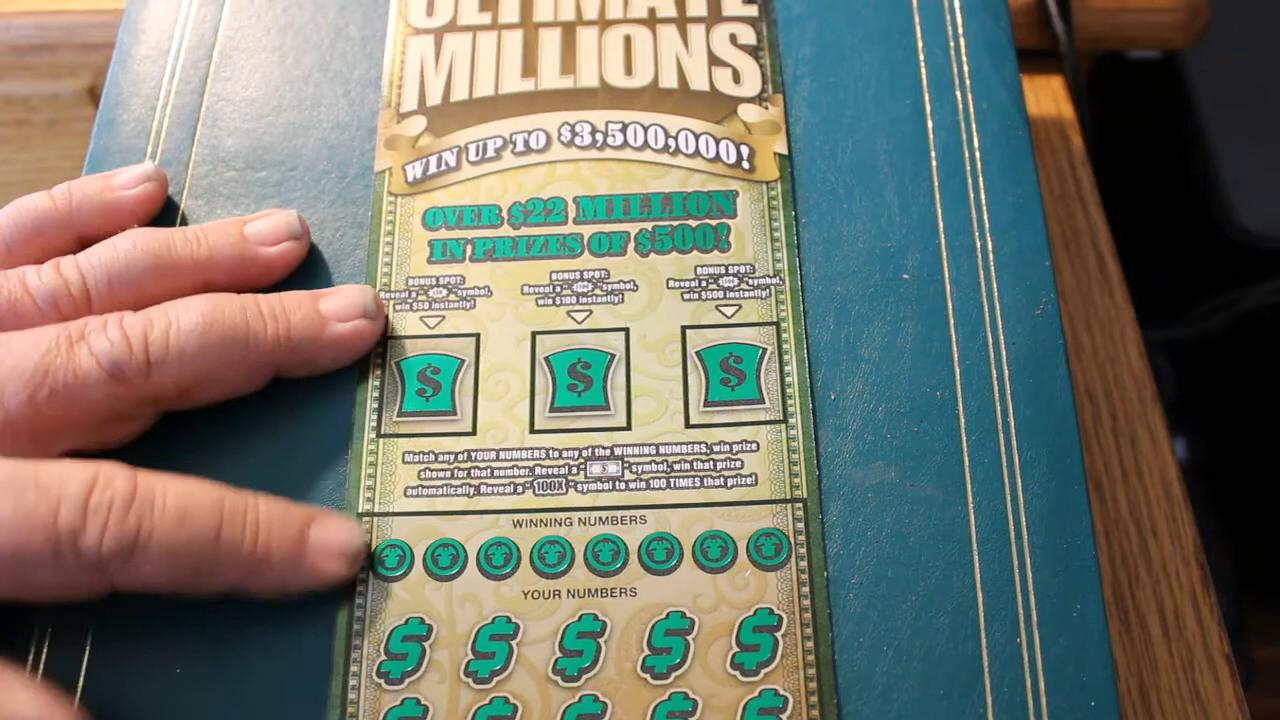 ULTIMATE
MILLIONS
WIN UP TO $3,500,000!
OVER $22 MILLION
IN PRIZES OF $500!
BONUS SPOT:
Reveal a " " symbol,
win $50 instantly!
BONUS SPOT:
Reveal a " " symbol,
win $100 instantly!
BONUS SPOT:
Reveal a " " symbol,
win $500 instantly!
$ $ $
Match any of YOUR NUMBERS to any of the WINNING NUMBERS, win prize
shown for that number. Reveal a " $ " symbol, win that prize
automatically. Reveal a " 100X " symbol to win 100 TIMES that prize!
WINNING NUMBERS
YOUR NUMBERS
$ $ $ $ $
$ $ $ $ $